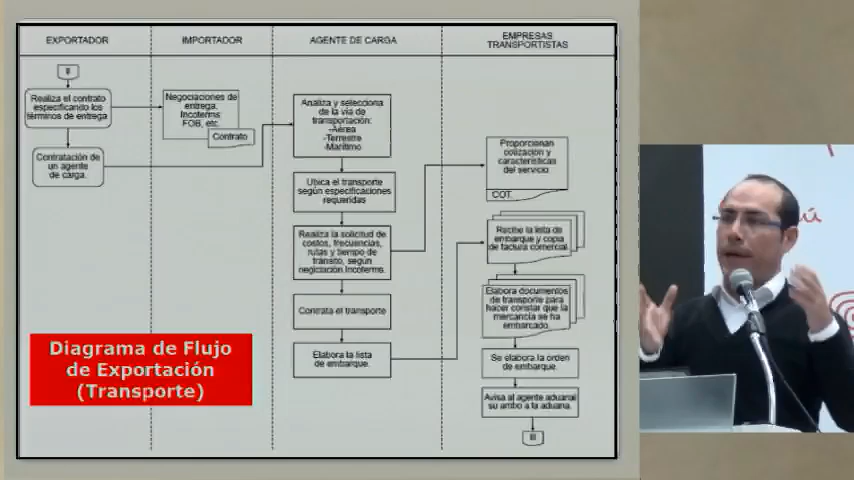 EXPORTADOR
IMPORTADOR
AGENTE DE CARGA
EMPRESAS
TRANSPORTISTAS
II
Realiza el contrato
especificando los
términos de entrega
Contratación de
un agente
de carga.
Negociaciones de
entrega.
Incoterms
FOB, etc.
Contrato
Analiza y selecciona
de la vía de
transportación:
-Aérea
-Terrestre
-Marítimo
Ubica el transporte
según especificaciones
requeridas
Realiza la solicitud de
costos, frecuencias,
rutas y tiempo de
tránsito, según
negociación Incoterms.
Contrata el transporte
Elabora la lista
de embarque.
Proporcionan
cotización y
características
del servicio.
COT.
Recibe la lista de
embarque y copia
de factura comercial.
Elabora documentos
de transporte para
hacer constar que la
mercancía se ha
embarcado.
Se elabora la orden
de embarque.
Avisa al agente aduanal
su arribo a la aduana.
III
Diagrama de Flujo
de Exportación
(Transporte)